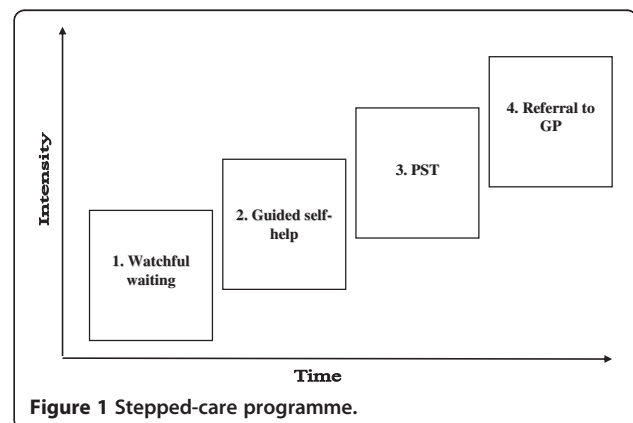 Intensity
1. Watchful
waiting
2. Guided self-
help
3. PST
4. Referral to
GP
Time
Figure 1 Stepped-care programme.